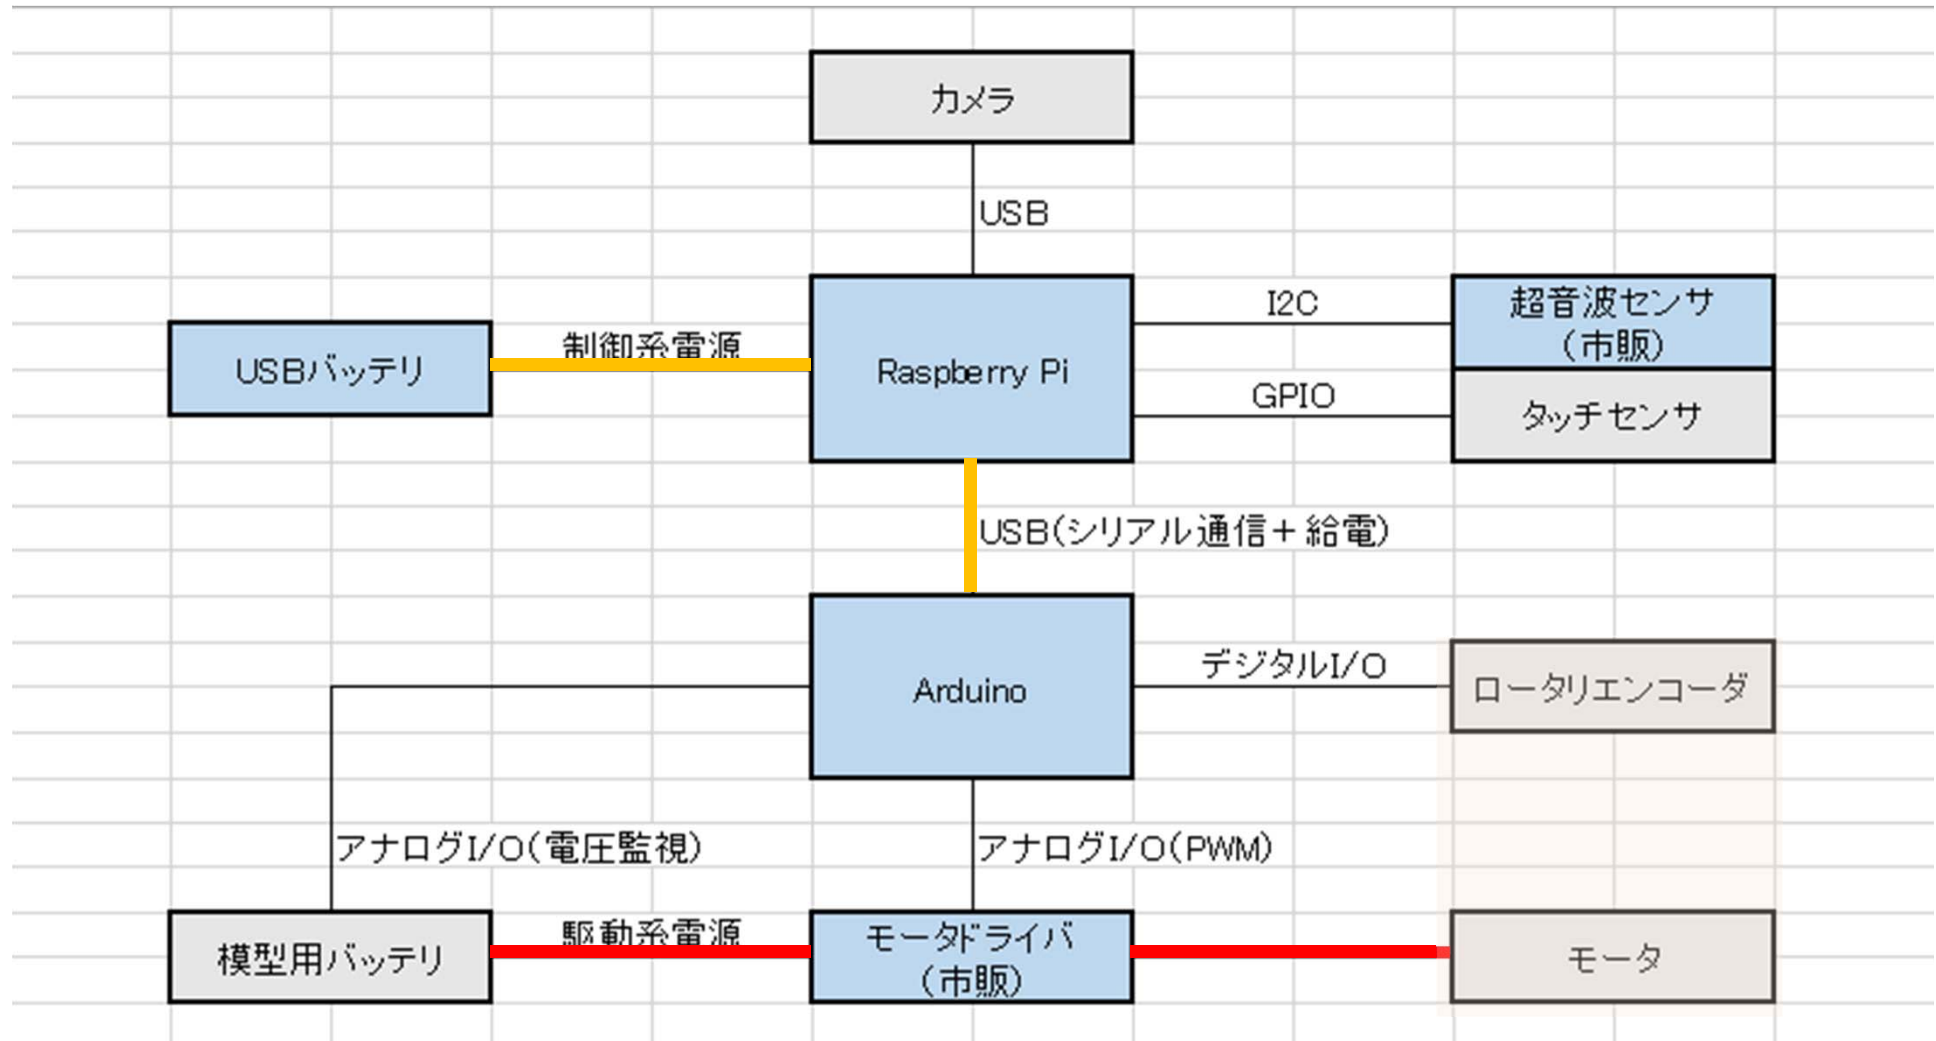 カメラ
USB
I2C
超音波センサ
(市販)
USBバッテリ
制御系電源
Raspberry Pi
GPIO
タッチセンサ
USB(シリアル通信+給電)
Arduino
デジタルI/O
ロータリエンコーダ
アナログI/O(電圧監視)
アナログI/O(PWM)
模型用バッテリ
駆動系電源
モータドライバ
(市販)
モータ